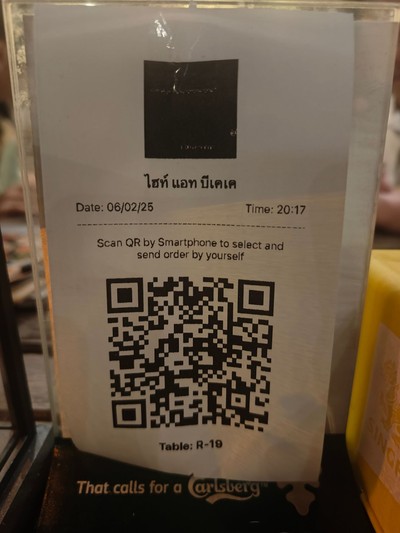 ไฮท์ แอท บีเคเค
Date: 06/02/25 Time: 20:17
Scan QR by Smartphone to select and
send order by yourself
Table: R-19
That calls for a Carlsberg